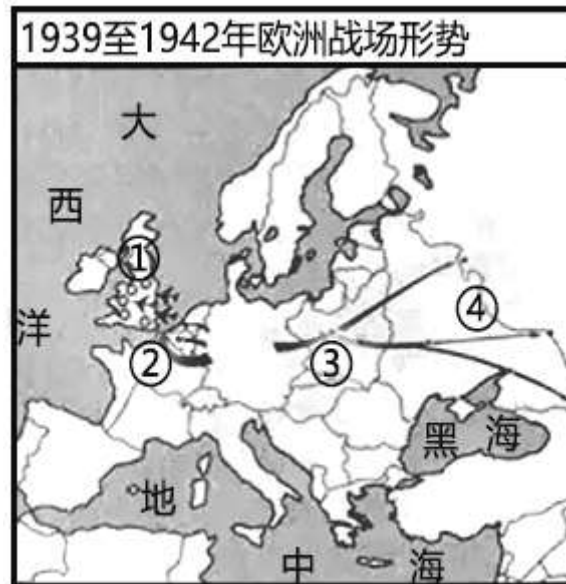 1939至1942年欧洲战场形势
大
西
①
洋
②
③
④
黑 海
地
中 海